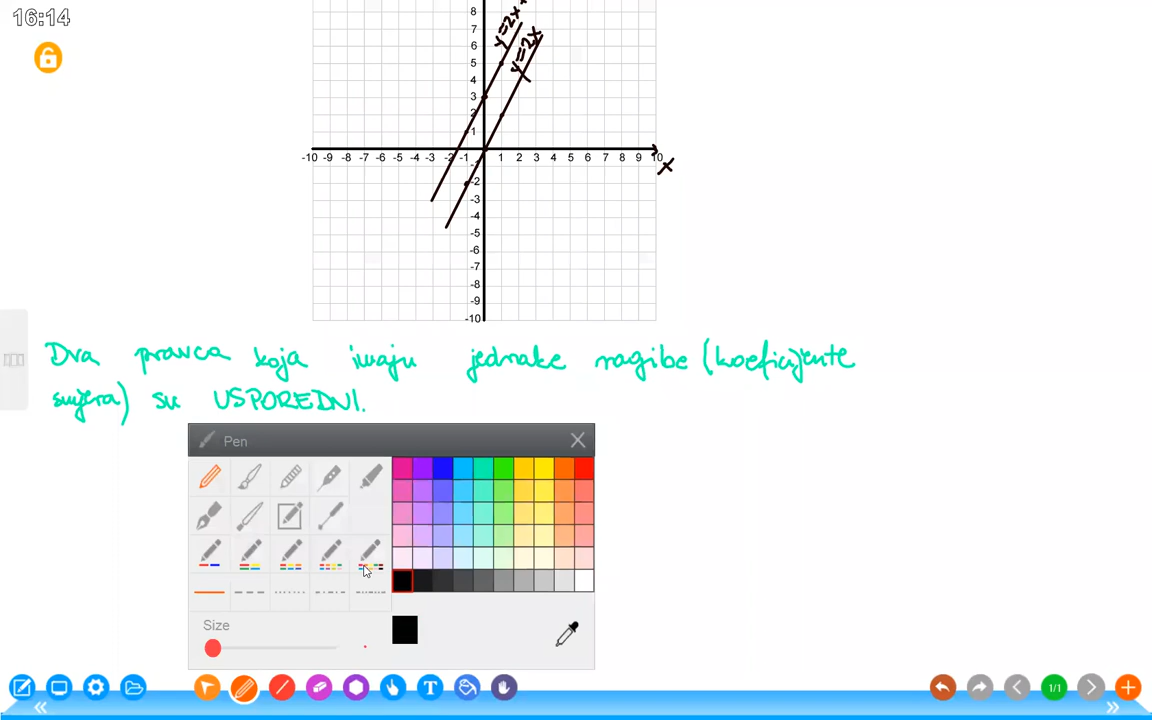 16:14
8
7
6
5
4
3
2
1
y=2x+
y=2x
-10 -9 -8 -7 -6 -5 -4 -3 -2 -1 1 2 3 4 5 6 7 8 9 10
x
-2
-3
-4
-5
-6
-7
-8
-9
-10
Dva pravca koja imaju jednake nagibe (koeficijente
smjera) su USPOREDNI.
Pen
Size
1/1